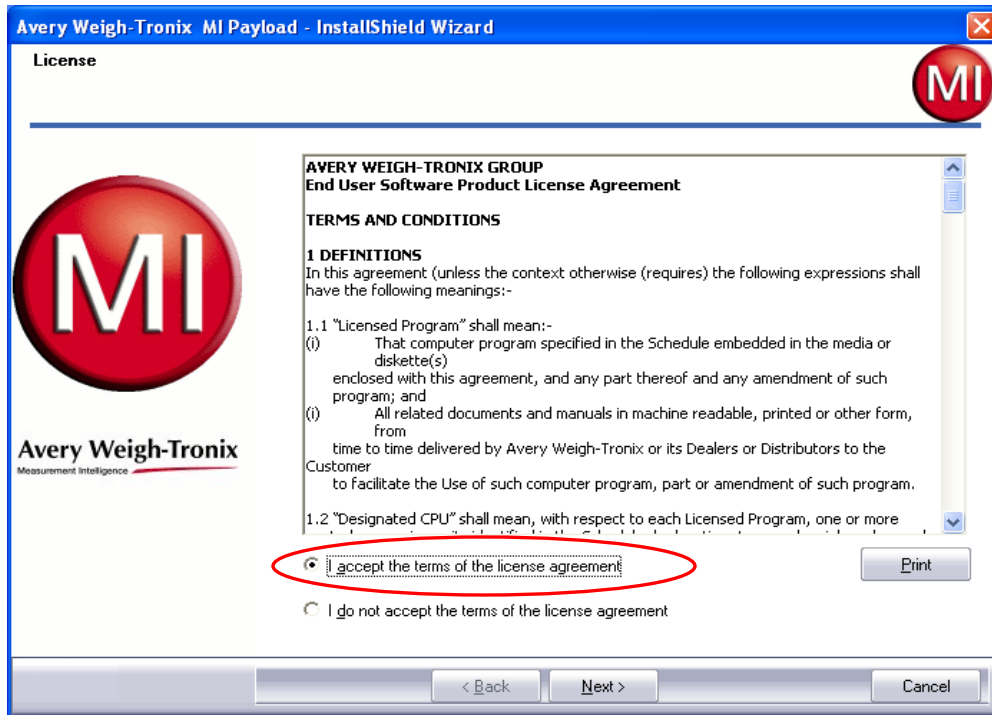 Avery Weigh-Tronix MI Payload - InstallShield Wizard
License
MI
AVERY WEIGH-TRONIX GROUP
End User Software Product License Agreement
TERMS AND CONDITIONS
1 DEFINITIONS
In this agreement (unless the context otherwise (requires) the following expressions shall
have the following meanings:-
1.1 "Licensed Program" shall mean:-
(i) That computer program specified in the Schedule embedded in the media or
diskette(s)
enclosed with this agreement, and any part thereof and any amendment of such
program; and
(i) All related documents and manuals in machine readable, printed or other form,
from
time to time delivered by Avery Weigh-Tronix or its Dealers or Distributors to the
Customer
to facilitate the Use of such computer program, part or amendment of such program.
1.2 "Designated CPU" shall mean, with respect to each Licensed Program, one or more
MI
Avery Weigh-Tronix
Measurement Intelligence
I accept the terms of the license agreement
Print
I do not accept the terms of the license agreement
< Back
Next >
Cancel